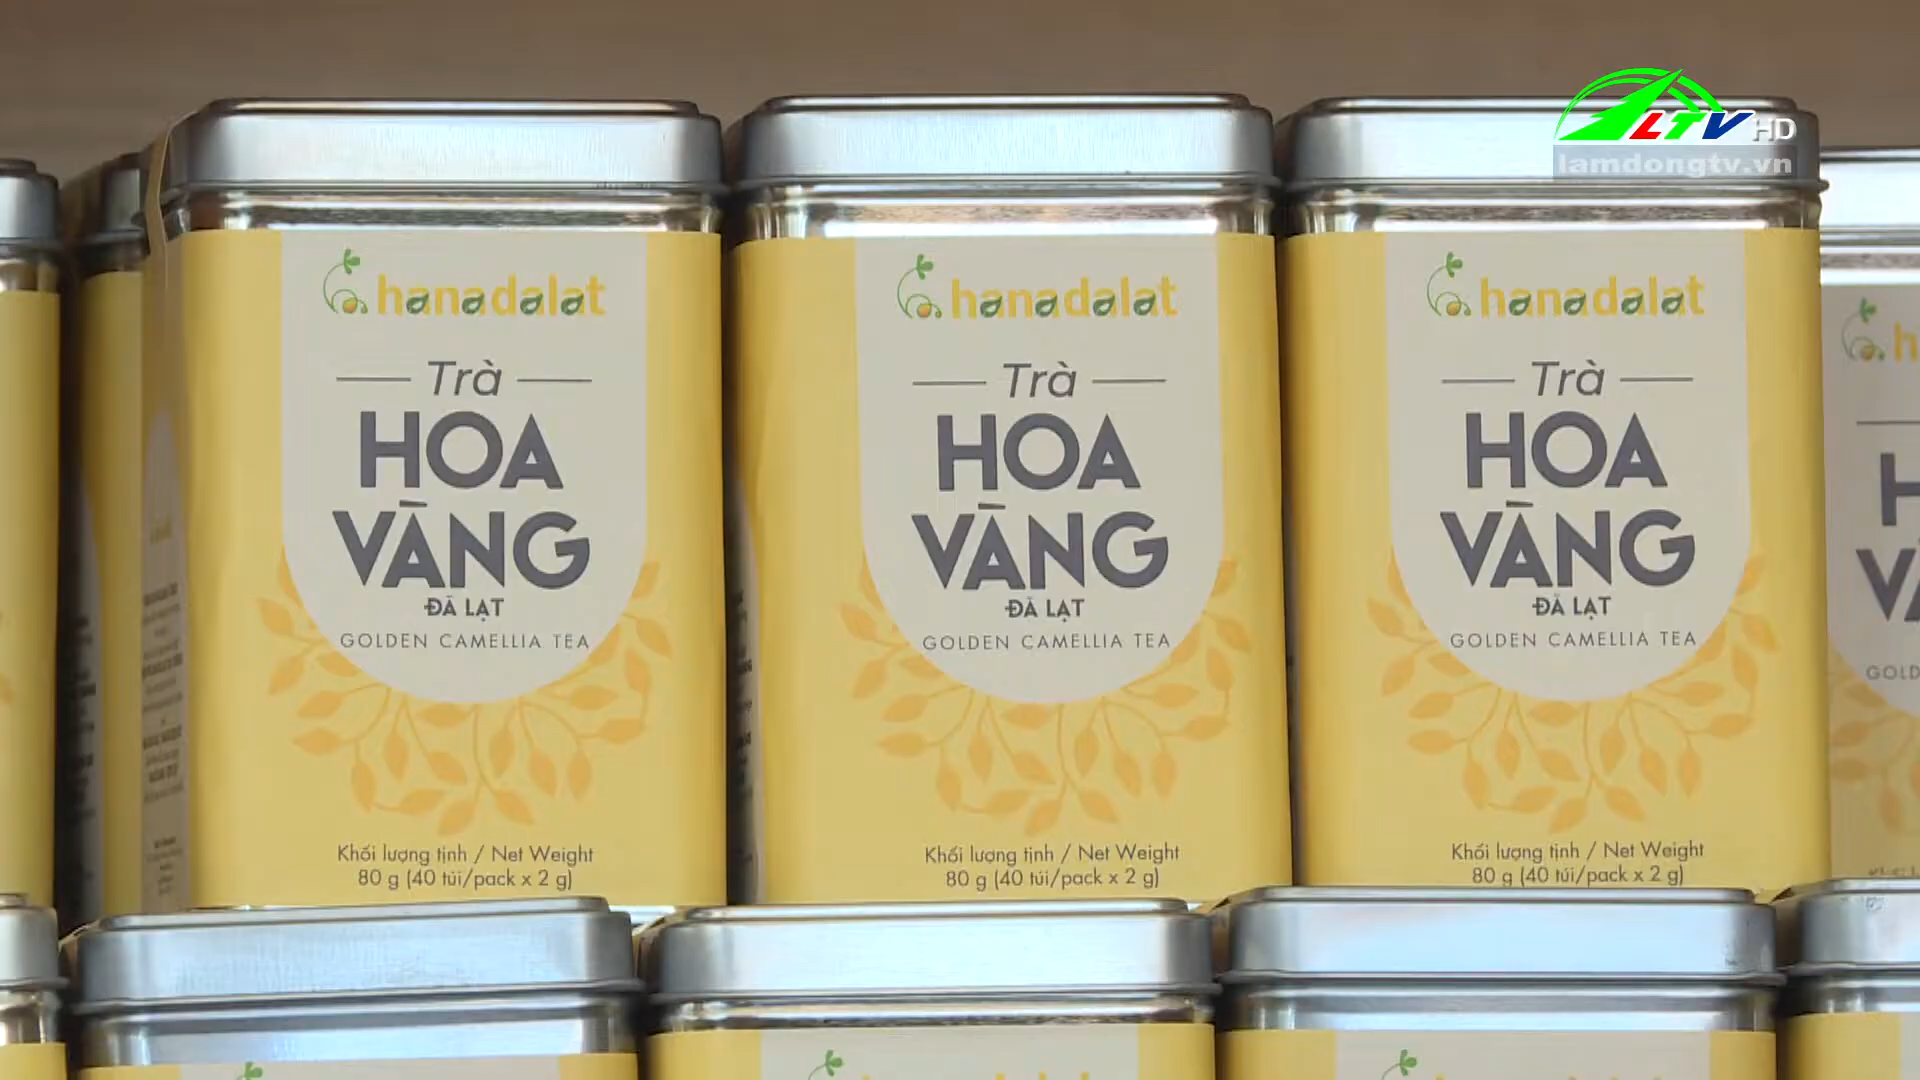 LTV HD
lamdongtv.vn
hanadalat
Trà
HOA
VÀNG
ĐÀ LẠT
GOLDEN CAMELLIA TEA
Khối lượng tịnh / Net Weight
80 g (40 túi/pack x 2 g)
hanadalat
Trà
HOA
VÀNG
ĐÀ LẠT
GOLDEN CAMELLIA TEA
Khối lượng tịnh / Net Weight
80 g (40 túi/pack x 2 g)
hanadalat
Trà
HOA
VÀNG
ĐÀ LẠT
GOLDEN CAMELLIA TEA
Khối lượng tịnh / Net Weight
80 g (40 túi/pack x 2 g)